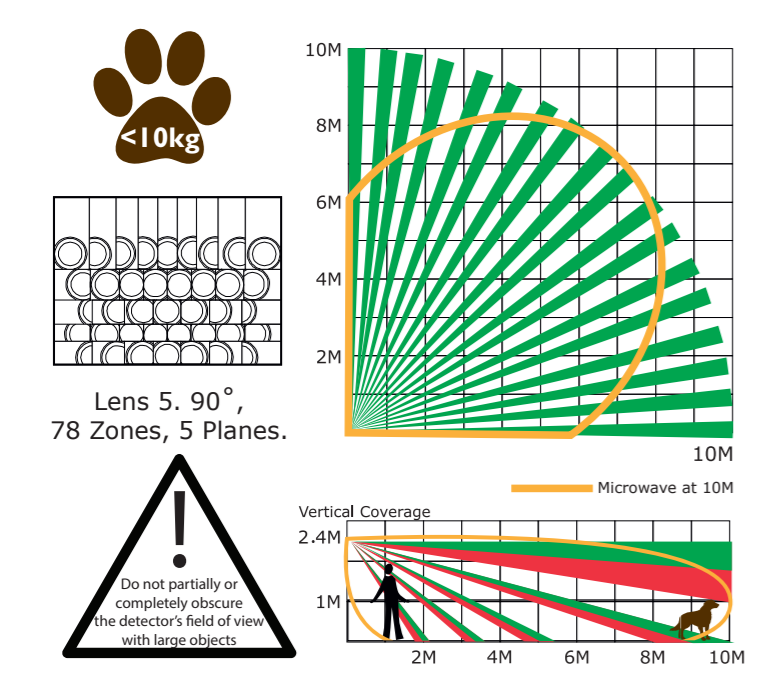 <10kg
Lens 5. 90°,
78 Zones, 5 Planes.
!
Do not partially or
completely obscure
the detector's field of view
with large objects
10M
8M
6M
4M
2M
10M
Microwave at 10M
Vertical Coverage
2.4M
1M
2M 4M 6M 8M 10M